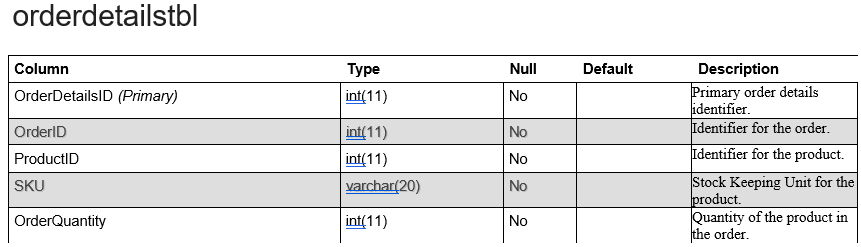 orderdetailstbl
Column Type Null Default Description
OrderDetailsID (Primary) int(11) No Primary order details
identifier.
OrderID int(11) No Identifier for the order.
ProductID int(11) No Identifier for the product.
SKU varchar(20) No Stock Keeping Unit for the
product.
OrderQuantity int(11) No Quantity of the product in
the order.